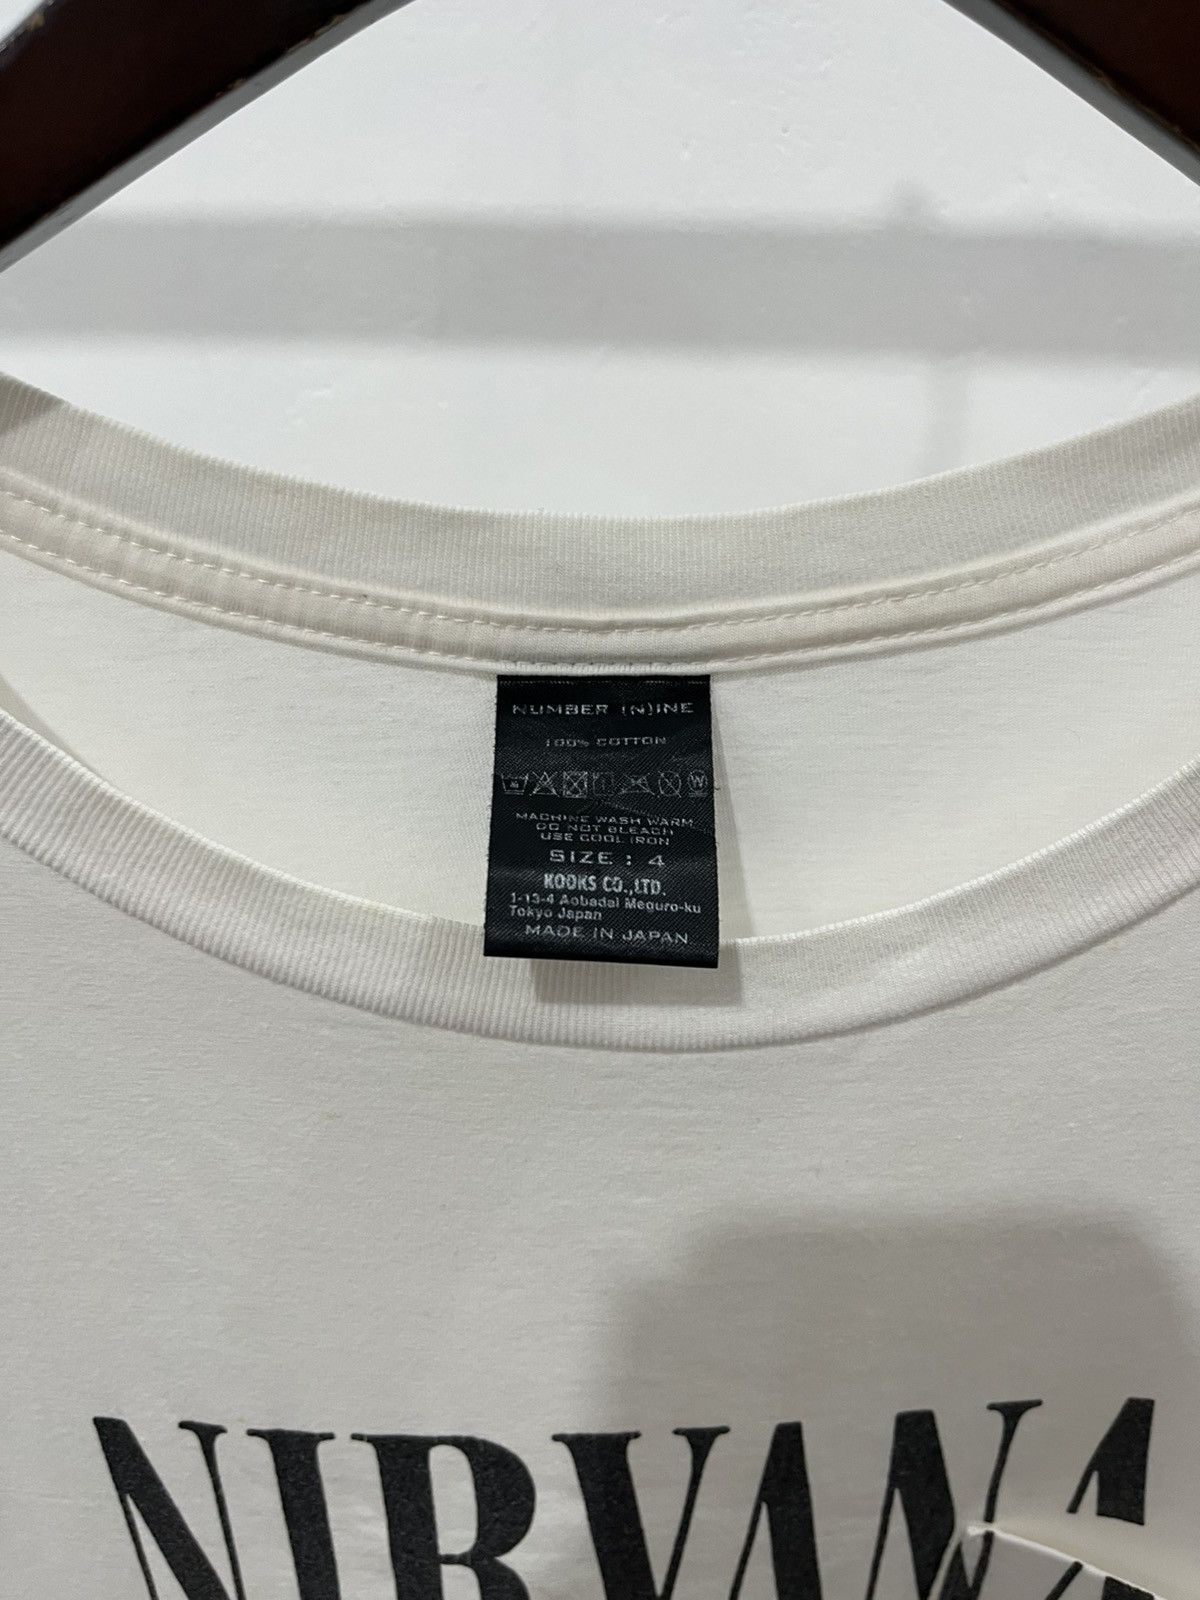 NUMBER (N)INE
100% COTTON
W
MACHINE WASH WARM
DO NOT BLEACH
USE COOL IRON
SIZE : 4
KOOKS CO.,LTD.
1-13-4 Aobadai Meguro-ku
Tokyo Japan
MADE IN JAPAN
NIRVANA